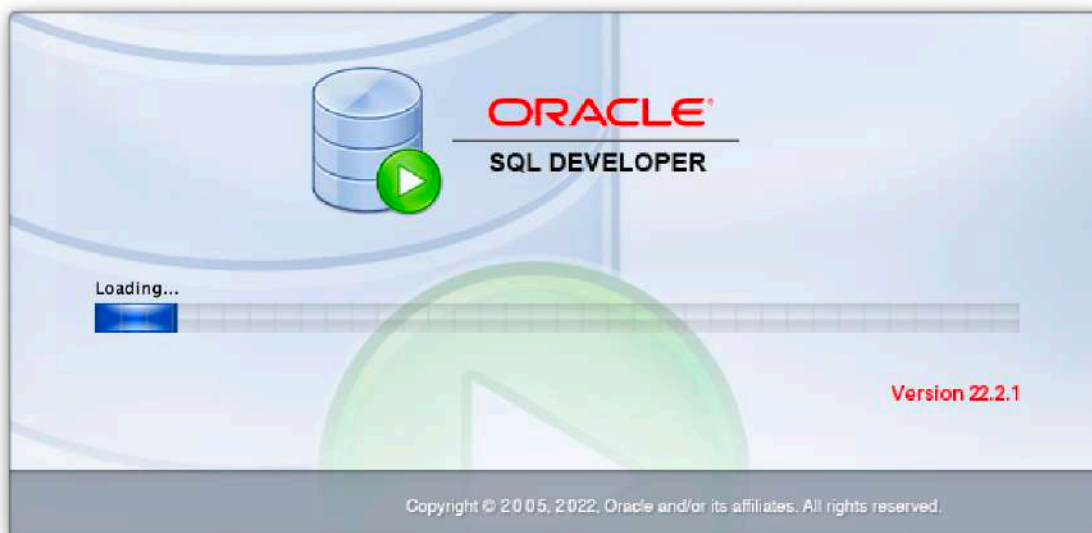 ORACLE®
SQL DEVELOPER
Loading...
Version 22.2.1
Copyright © 2005, 2022, Oracle and/or its affiliates. All rights reserved.